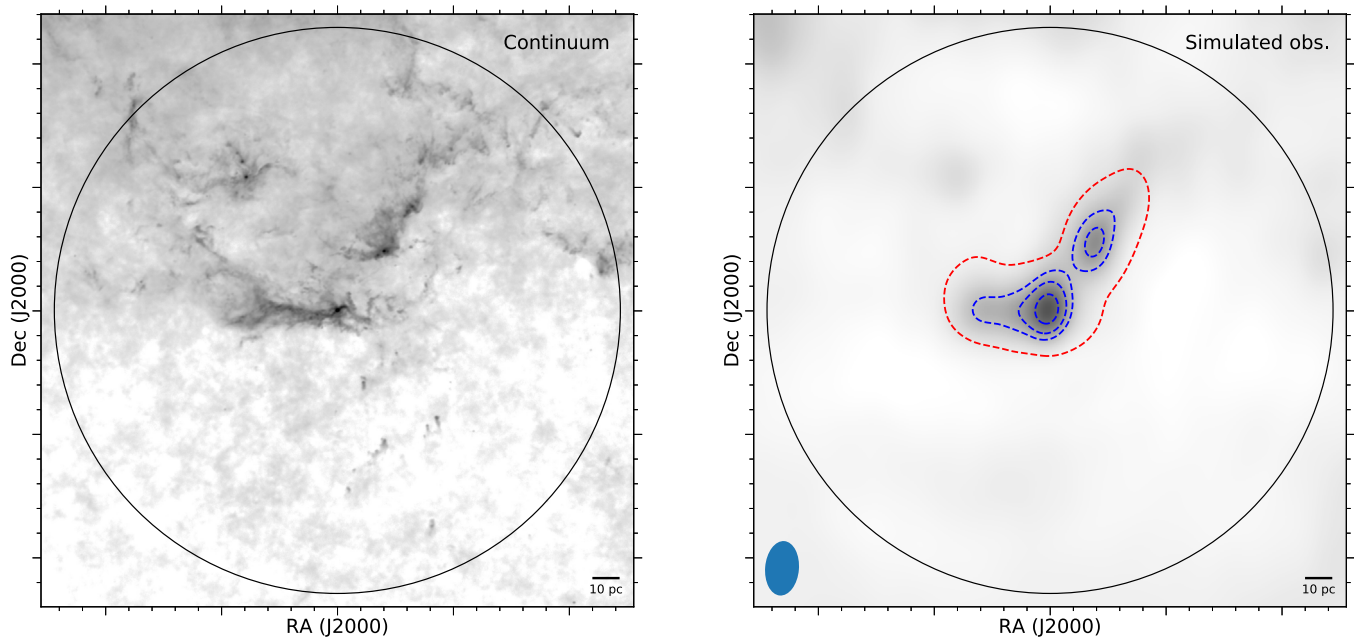 Continuum
Dec (J2000)
10 pc
RA (J2000)
Simulated obs.
Dec (J2000)
10 pc
RA (J2000)